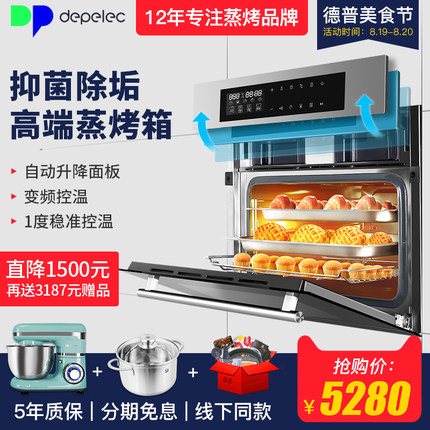 depelec
12年专注蒸烤品牌
德普美食节
活动时间：8.19-8.20
抑菌除垢
高端蒸烤箱
自动升降面板
变频控温
1度稳准控温
直降1500元
再送3187元赠品
抢购价：
¥5280
5年质保 | 分期免息 | 线下同款